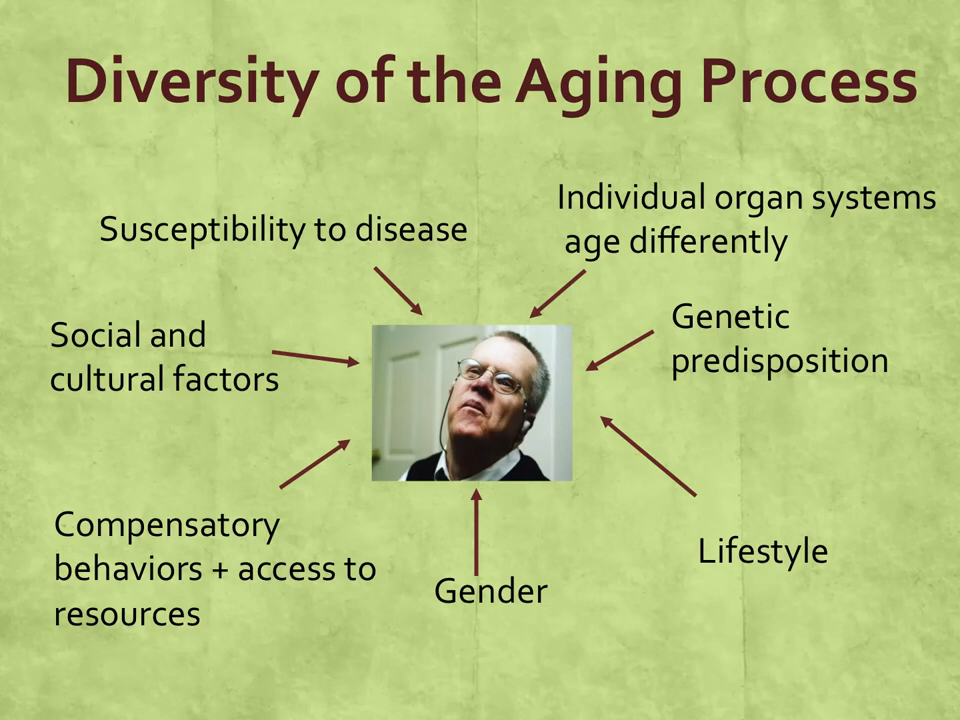 Diversity of the Aging Process
Individual organ systems
age differently
Susceptibility to disease
Genetic
predisposition
Social and
cultural factors
Compensatory
behaviors + access to
resources
Lifestyle
Gender